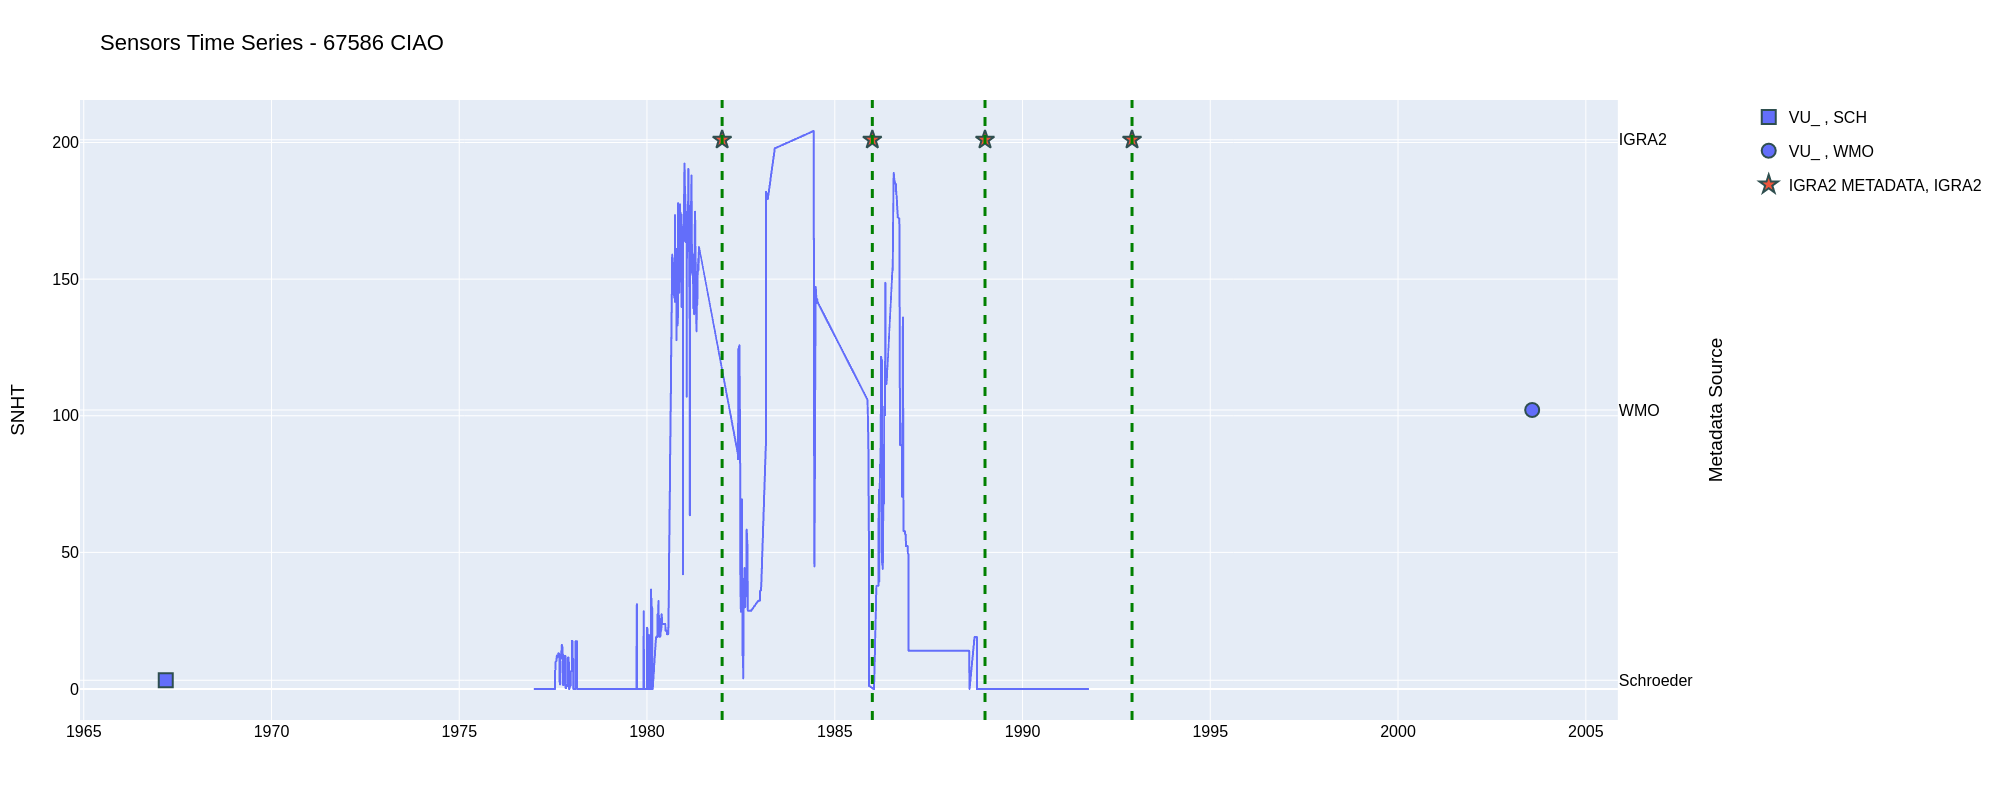 Sensors Time Series - 67586 CIAO
VU_ , SCH
VU_ , WMO
IGRA2 METADATA, IGRA2
SNHT
200
150
100
50
0
IGRA2
WMO
Schroeder
Metadata Source
1965 1970 1975 1980 1985 1990 1995 2000 2005